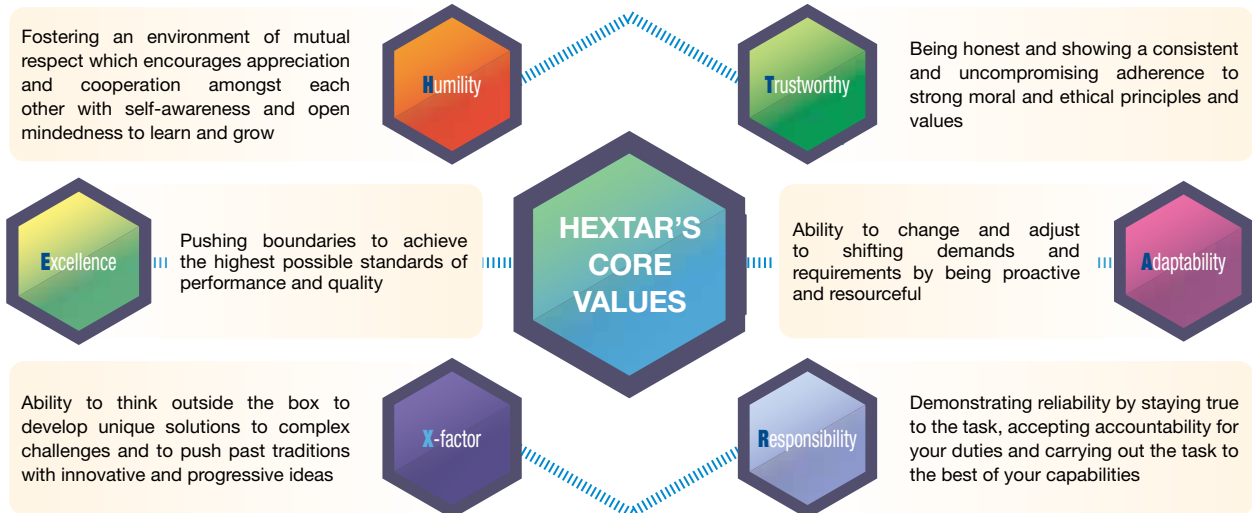 Fostering an environment of mutual
respect which encourages appreciation
and cooperation amongst each
other with self-awareness and open
mindedness to learn and grow
Humility
Trustworthy
Being honest and showing a consistent
and uncompromising adherence to
strong moral and ethical principles and
values
Excellence
Pushing boundaries to achieve
the highest possible standards of
performance and quality
HEXTAR'S
CORE
VALUES
Ability to change and adjust
to shifting demands and
requirements by being proactive
and resourceful
Adaptability
Ability to think outside the box to
develop unique solutions to complex
challenges and to push past traditions
with innovative and progressive ideas
X-factor
Responsibility
Demonstrating reliability by staying true
to the task, accepting accountability for
your duties and carrying out the task to
the best of your capabilities